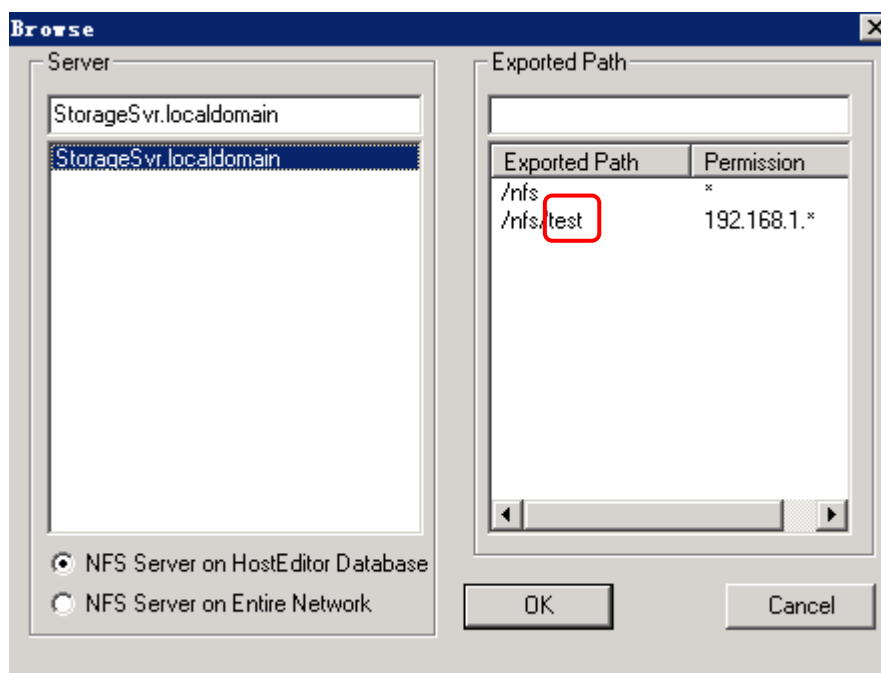 Browse
Server
StorageSvr.localdomain
StorageSvr.localdomain
NFS Server on HostEditor Database
NFS Server on Entire Network
Exported Path
Exported Path Permission
/nfs *
/nfs/test 192.168.1.*
OK Cancel